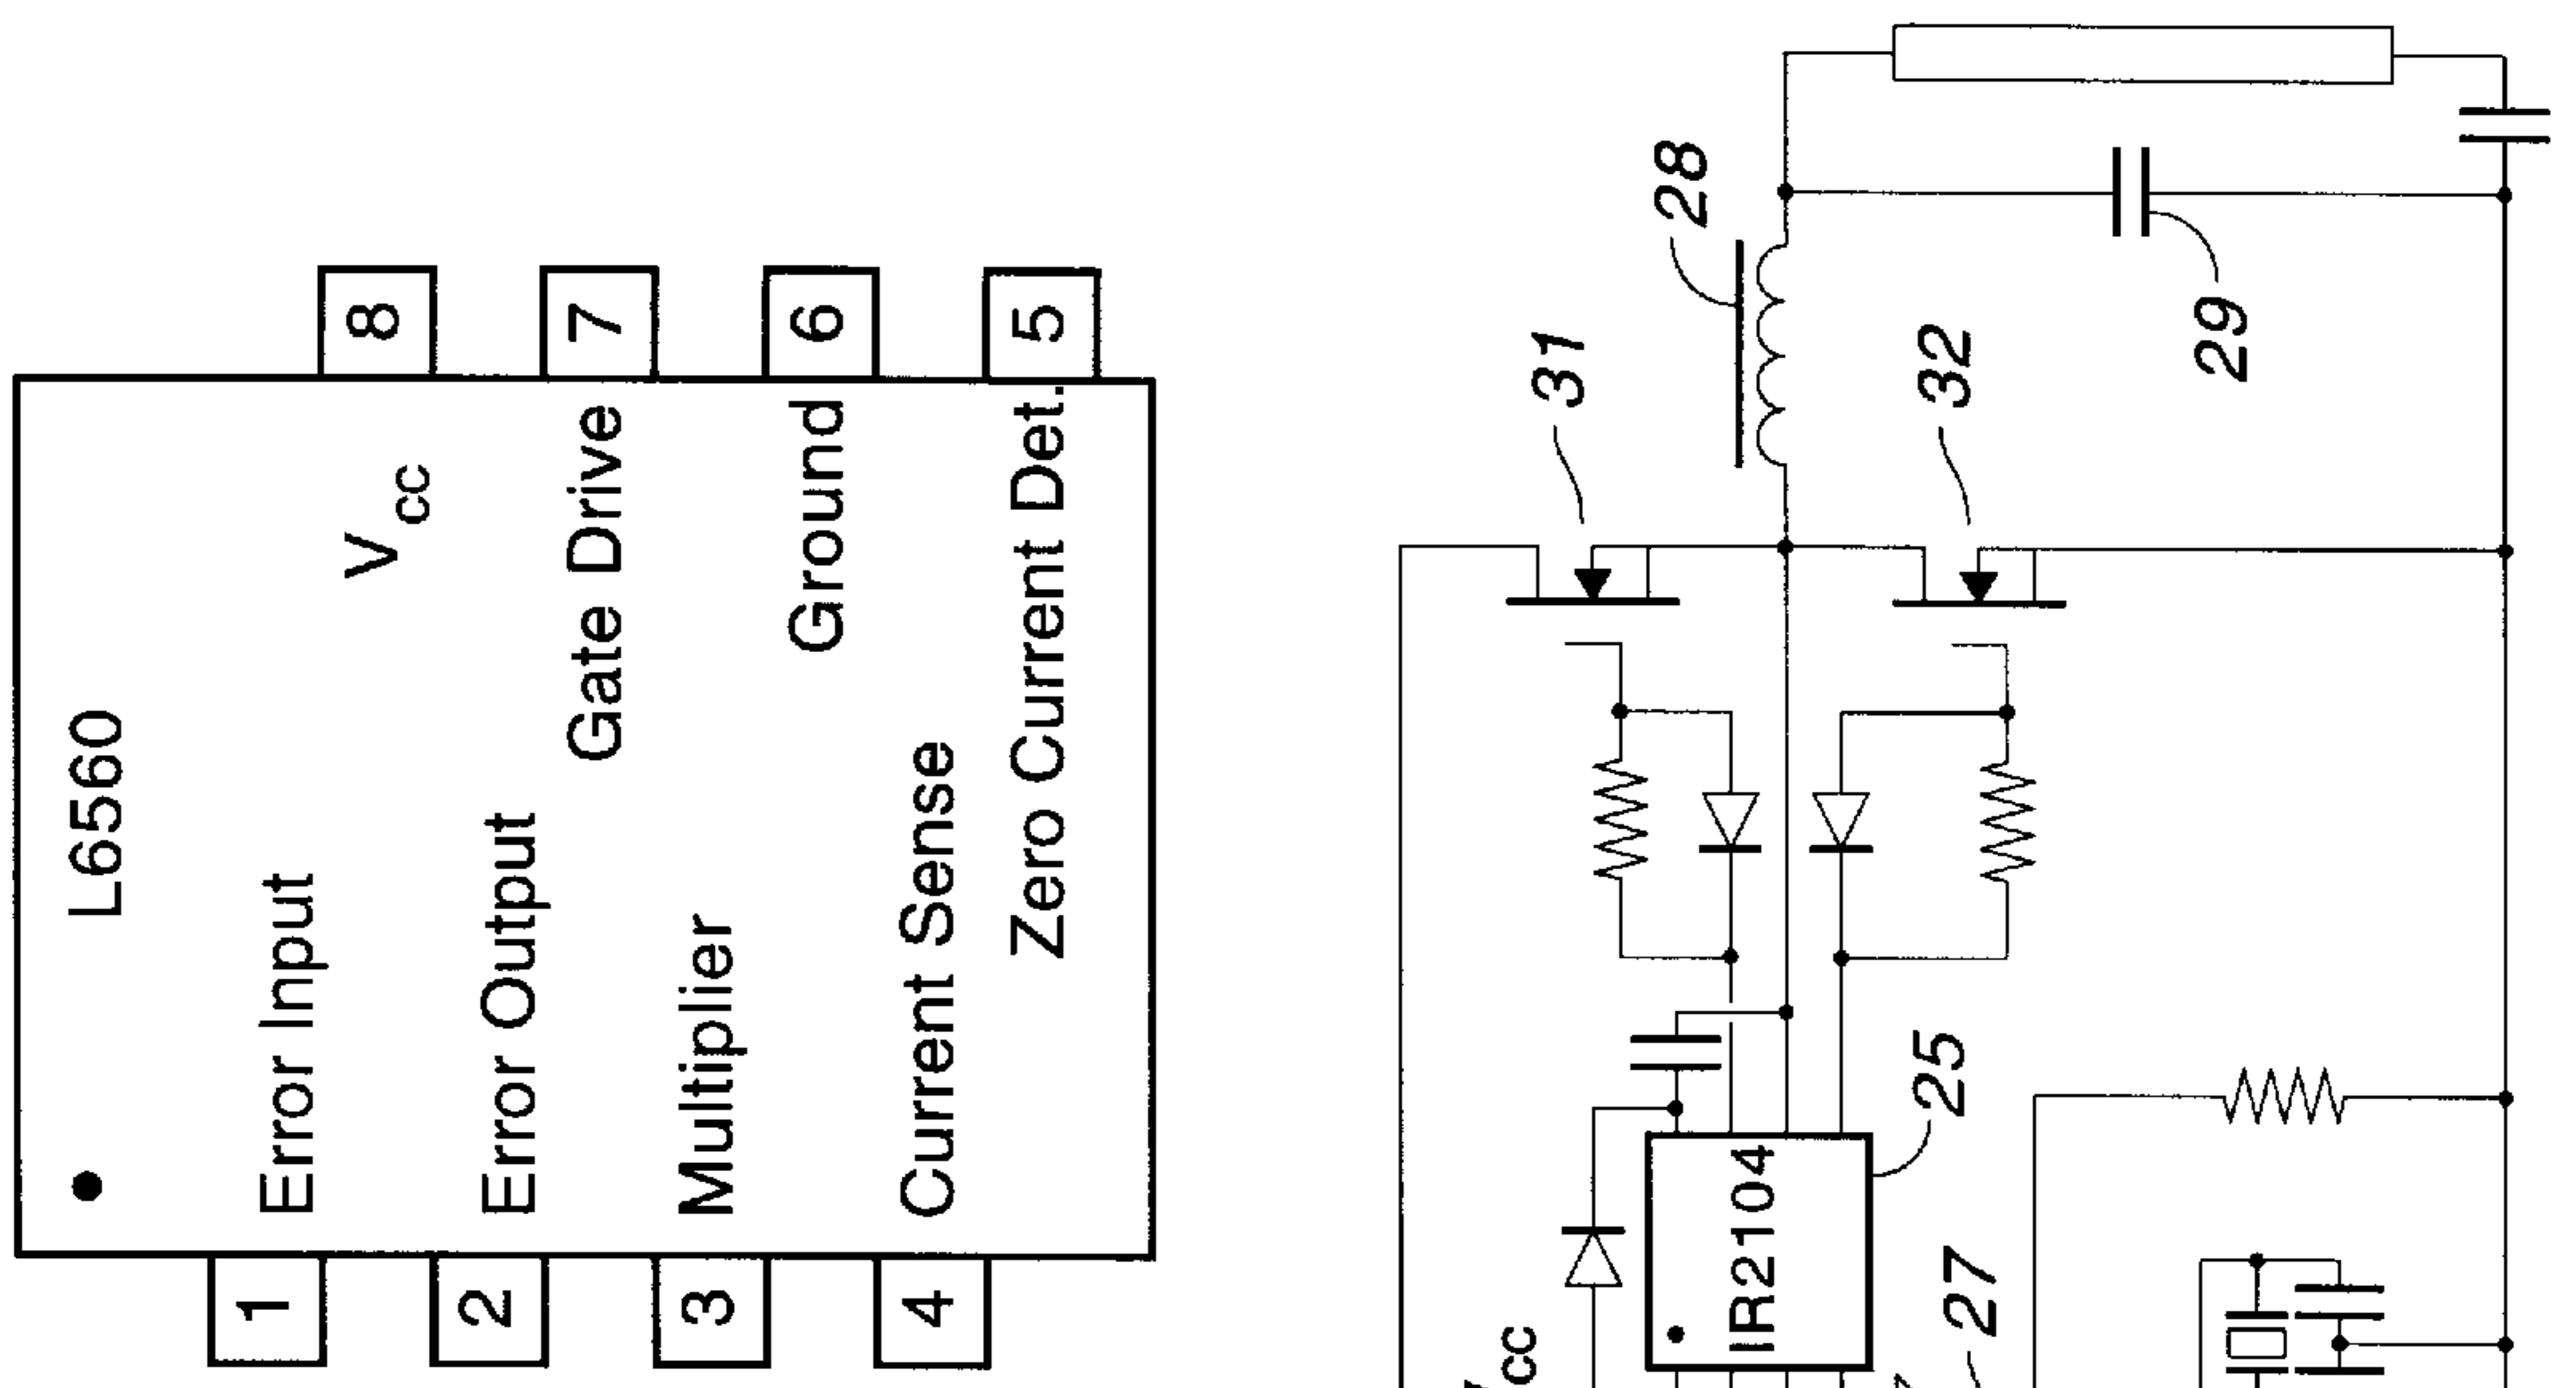 L6560
1 Error Input
2 Error Output
3 Multiplier
4 Current Sense
8 Vcc
7 Gate Drive
6 Ground
5 Zero Current Det.
28
29
31
32
25
IR2104
27
cc